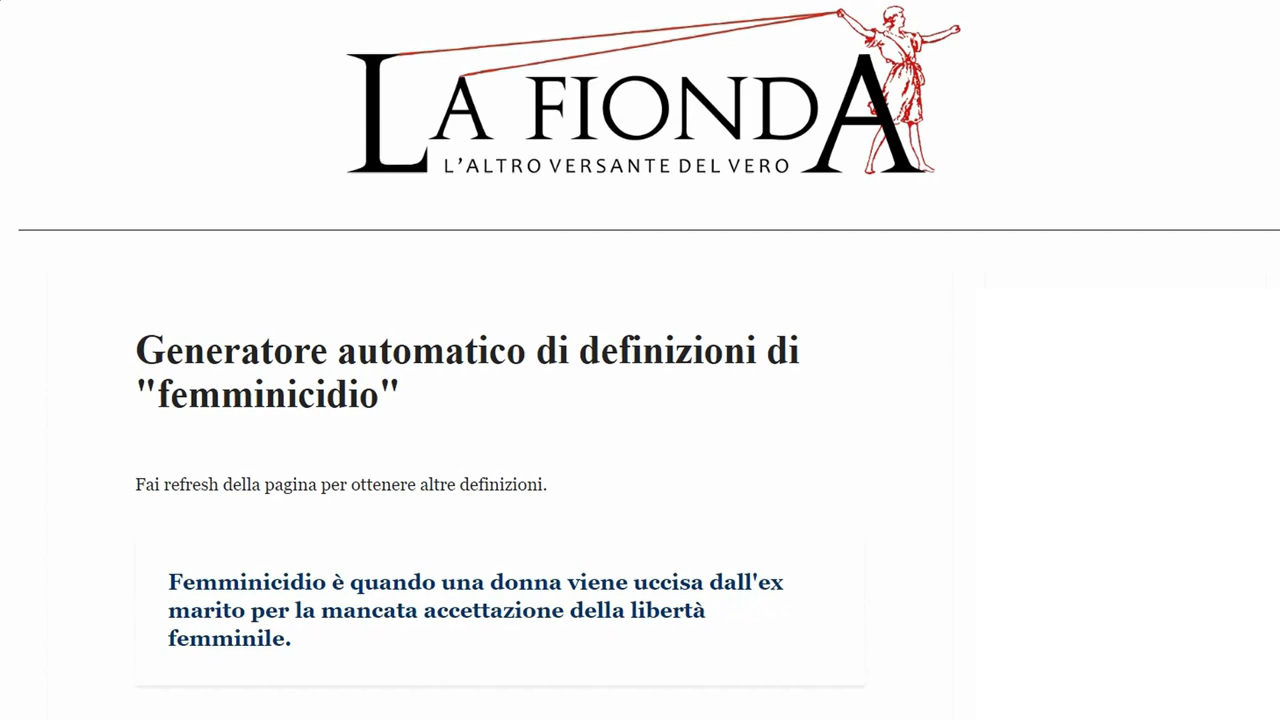 LA FIONDA
L'ALTRO VERSANTE DEL VERO
Generatore automatico di definizioni di
"femminicidio"
Fai refresh della pagina per ottenere altre definizioni.
Femminicidio è quando una donna viene uccisa dall'ex
marito per la mancata accettazione della libertà
femminile.